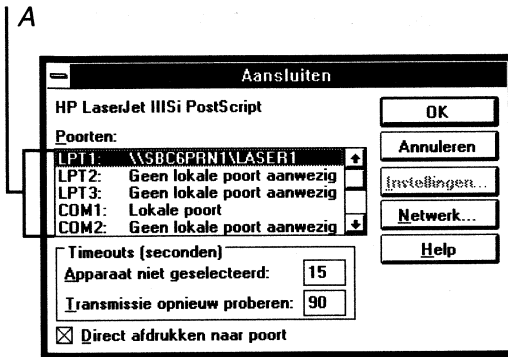 A
Aansluiten
HP LaserJet IIISi PostScript
Poorten:
LPT1: \\SBC6PRN1\LASER1
LPT2: Geen lokale poort aanwezig
LPT3: Geen lokale poort aanwezig
COM1: Lokale poort
COM2: Geen lokale poort aanwezig
Timeouts (seconden)
Apparaat niet geselecteerd: 15
Transmissie opnieuw proberen: 90
Direct afdrukken naar poort
OK
Annuleren
Instellingen...
Netwerk...
Help